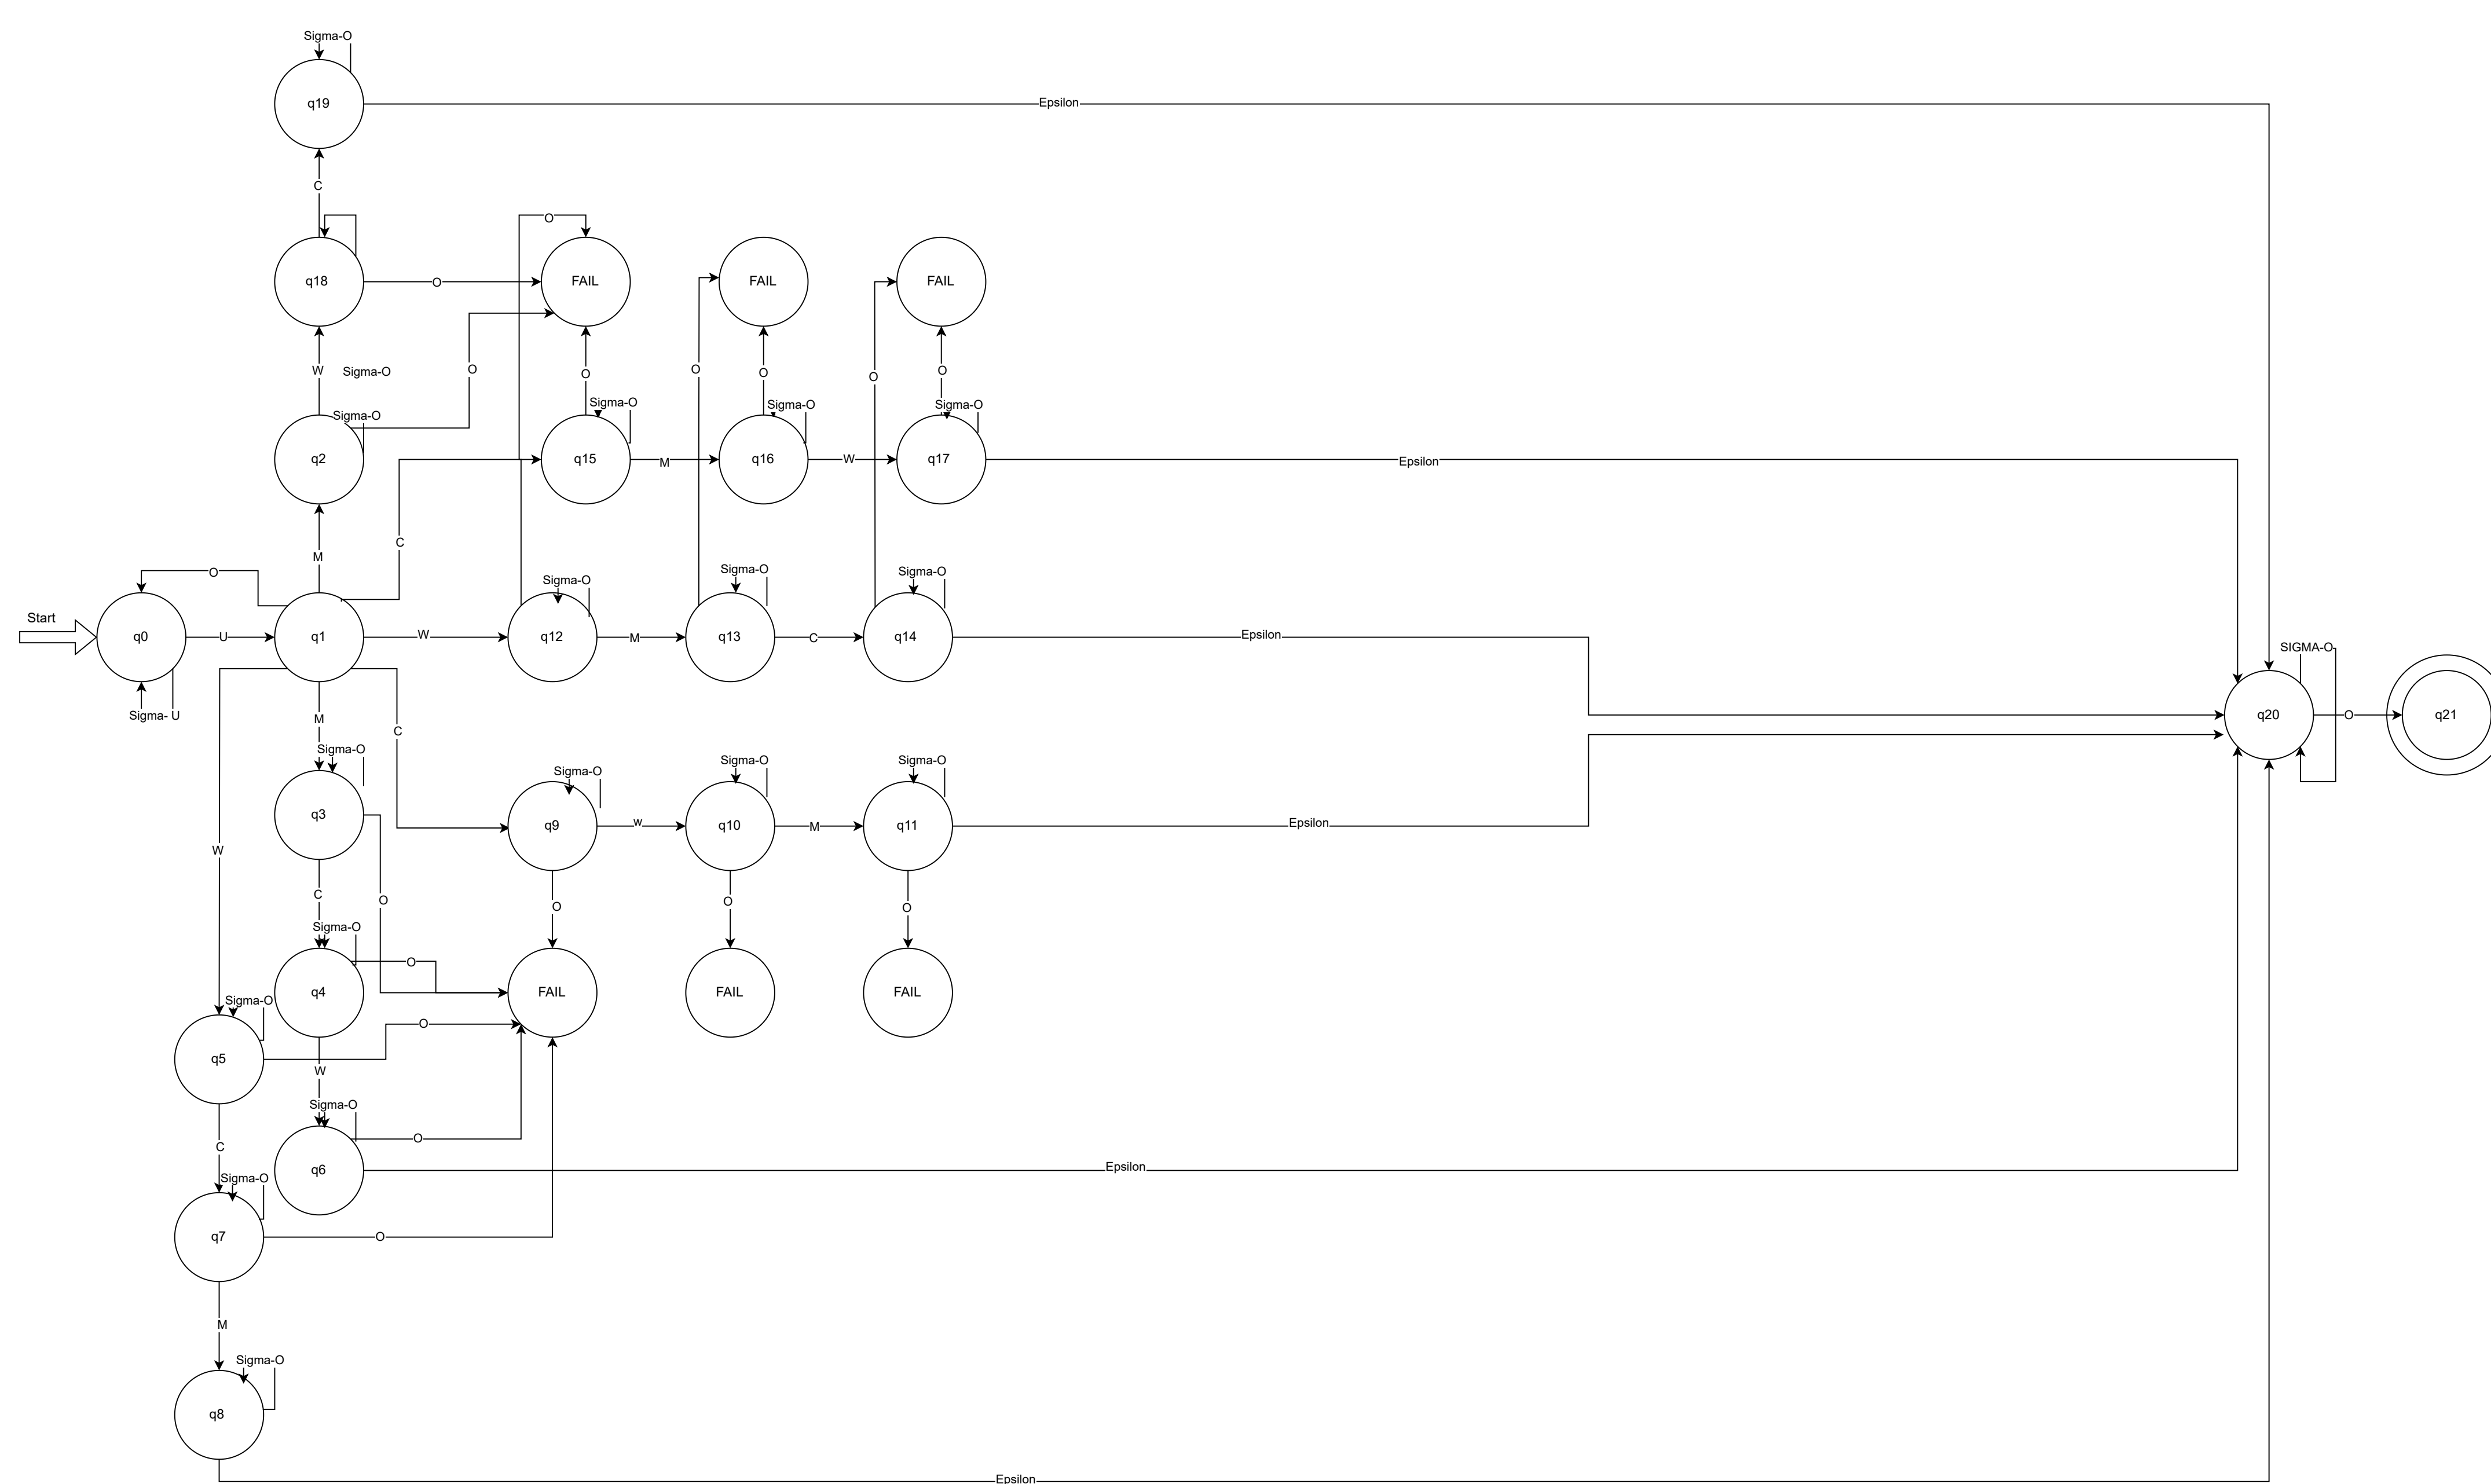 Sigma-O
q19
Epsilon
C
O
q18
O
FAIL
FAIL
FAIL
W
Sigma-O
O
O
O
O
O
O
Sigma-O
Sigma-O
Sigma-O
Sigma-O
q2
q15
M
q16
W
q17
Epsilon
C
M
O
Sigma-O
Sigma-O
Sigma-O
Start
q0
U
q1
W
q12
M
q13
C
q14
Epsilon
SIGMA-O
Sigma- U
M
C
q20
O
q21
Sigma-O
Sigma-O
Sigma-O
Sigma-O
q3
q9
w
q10
M
q11
Epsilon
W
C
O
O
O
O
Sigma-O
O
q4
FAIL
FAIL
FAIL
Sigma-O
O
q5
W
Sigma-O
C
O
Sigma-O
q6
Epsilon
q7
O
M
Sigma-O
q8
Epsilon